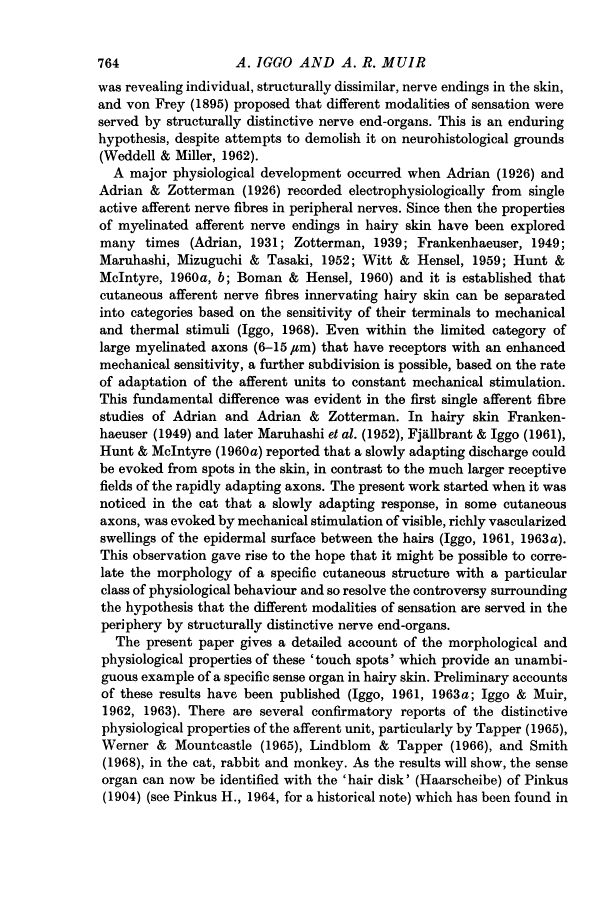 764 A. IGGO AND A. R. MUIR
was revealing individual, structurally dissimilar, nerve endings in the skin,
and von Frey (1895) proposed that different modalities of sensation were
served by structurally distinctive nerve end-organs. This is an enduring
hypothesis, despite attempts to demolish it on neurohistological grounds
(Weddell & Miller, 1962).
A major physiological development occurred when Adrian (1926) and
Adrian & Zotterman (1926) recorded electrophysiologically from single
active afferent nerve fibres in peripheral nerves. Since then the properties
of myelinated afferent nerve endings in hairy skin have been explored
many times (Adrian, 1931; Zotterman, 1939; Frankenhaeuser, 1949;
Maruhashi, Mizuguchi & Tasaki, 1952; Witt & Hensel, 1959; Hunt &
McIntyre, 1960a, b; Boman & Hensel, 1960) and it is established that
cutaneous afferent nerve fibres innervating hairy skin can be separated
into categories based on the sensitivity of their terminals to mechanical
and thermal stimuli (Iggo, 1968). Even within the limited category of
large myelinated axons (6–15 μm) that have receptors with an enhanced
mechanical sensitivity, a further subdivision is possible, based on the rate
of adaptation of the afferent units to constant mechanical stimulation.
This fundamental difference was evident in the first single afferent fibre
studies of Adrian and Adrian & Zotterman. In hairy skin Franken-
haeuser (1949) and later Maruhashi et al. (1952), Fjällbrant & Iggo (1961),
Hunt & McIntyre (1960a) reported that a slowly adapting discharge could
be evoked from spots in the skin, in contrast to the much larger receptive
fields of the rapidly adapting axons. The present work started when it was
noticed in the cat that a slowly adapting response, in some cutaneous
axons, was evoked by mechanical stimulation of visible, richly vascularized
swellings of the epidermal surface between the hairs (Iggo, 1961, 1963a).
This observation gave rise to the hope that it might be possible to corre-
late the morphology of a specific cutaneous structure with a particular
class of physiological behaviour and so resolve the controversy surrounding
the hypothesis that the different modalities of sensation are served in the
periphery by structurally distinctive nerve end-organs.
The present paper gives a detailed account of the morphological and
physiological properties of these 'touch spots' which provide an unambi-
guous example of a specific sense organ in hairy skin. Preliminary accounts
of these results have been published (Iggo, 1961, 1963a; Iggo & Muir,
1962, 1963). There are several confirmatory reports of the distinctive
physiological properties of the afferent unit, particularly by Tapper (1965),
Werner & Mountcastle (1965), Lindblom & Tapper (1966), and Smith
(1968), in the cat, rabbit and monkey. As the results will show, the sense
organ can now be identified with the 'hair disk' (Haarscheibe) of Pinkus
(1904) (see Pinkus H., 1964, for a historical note) which has been found in